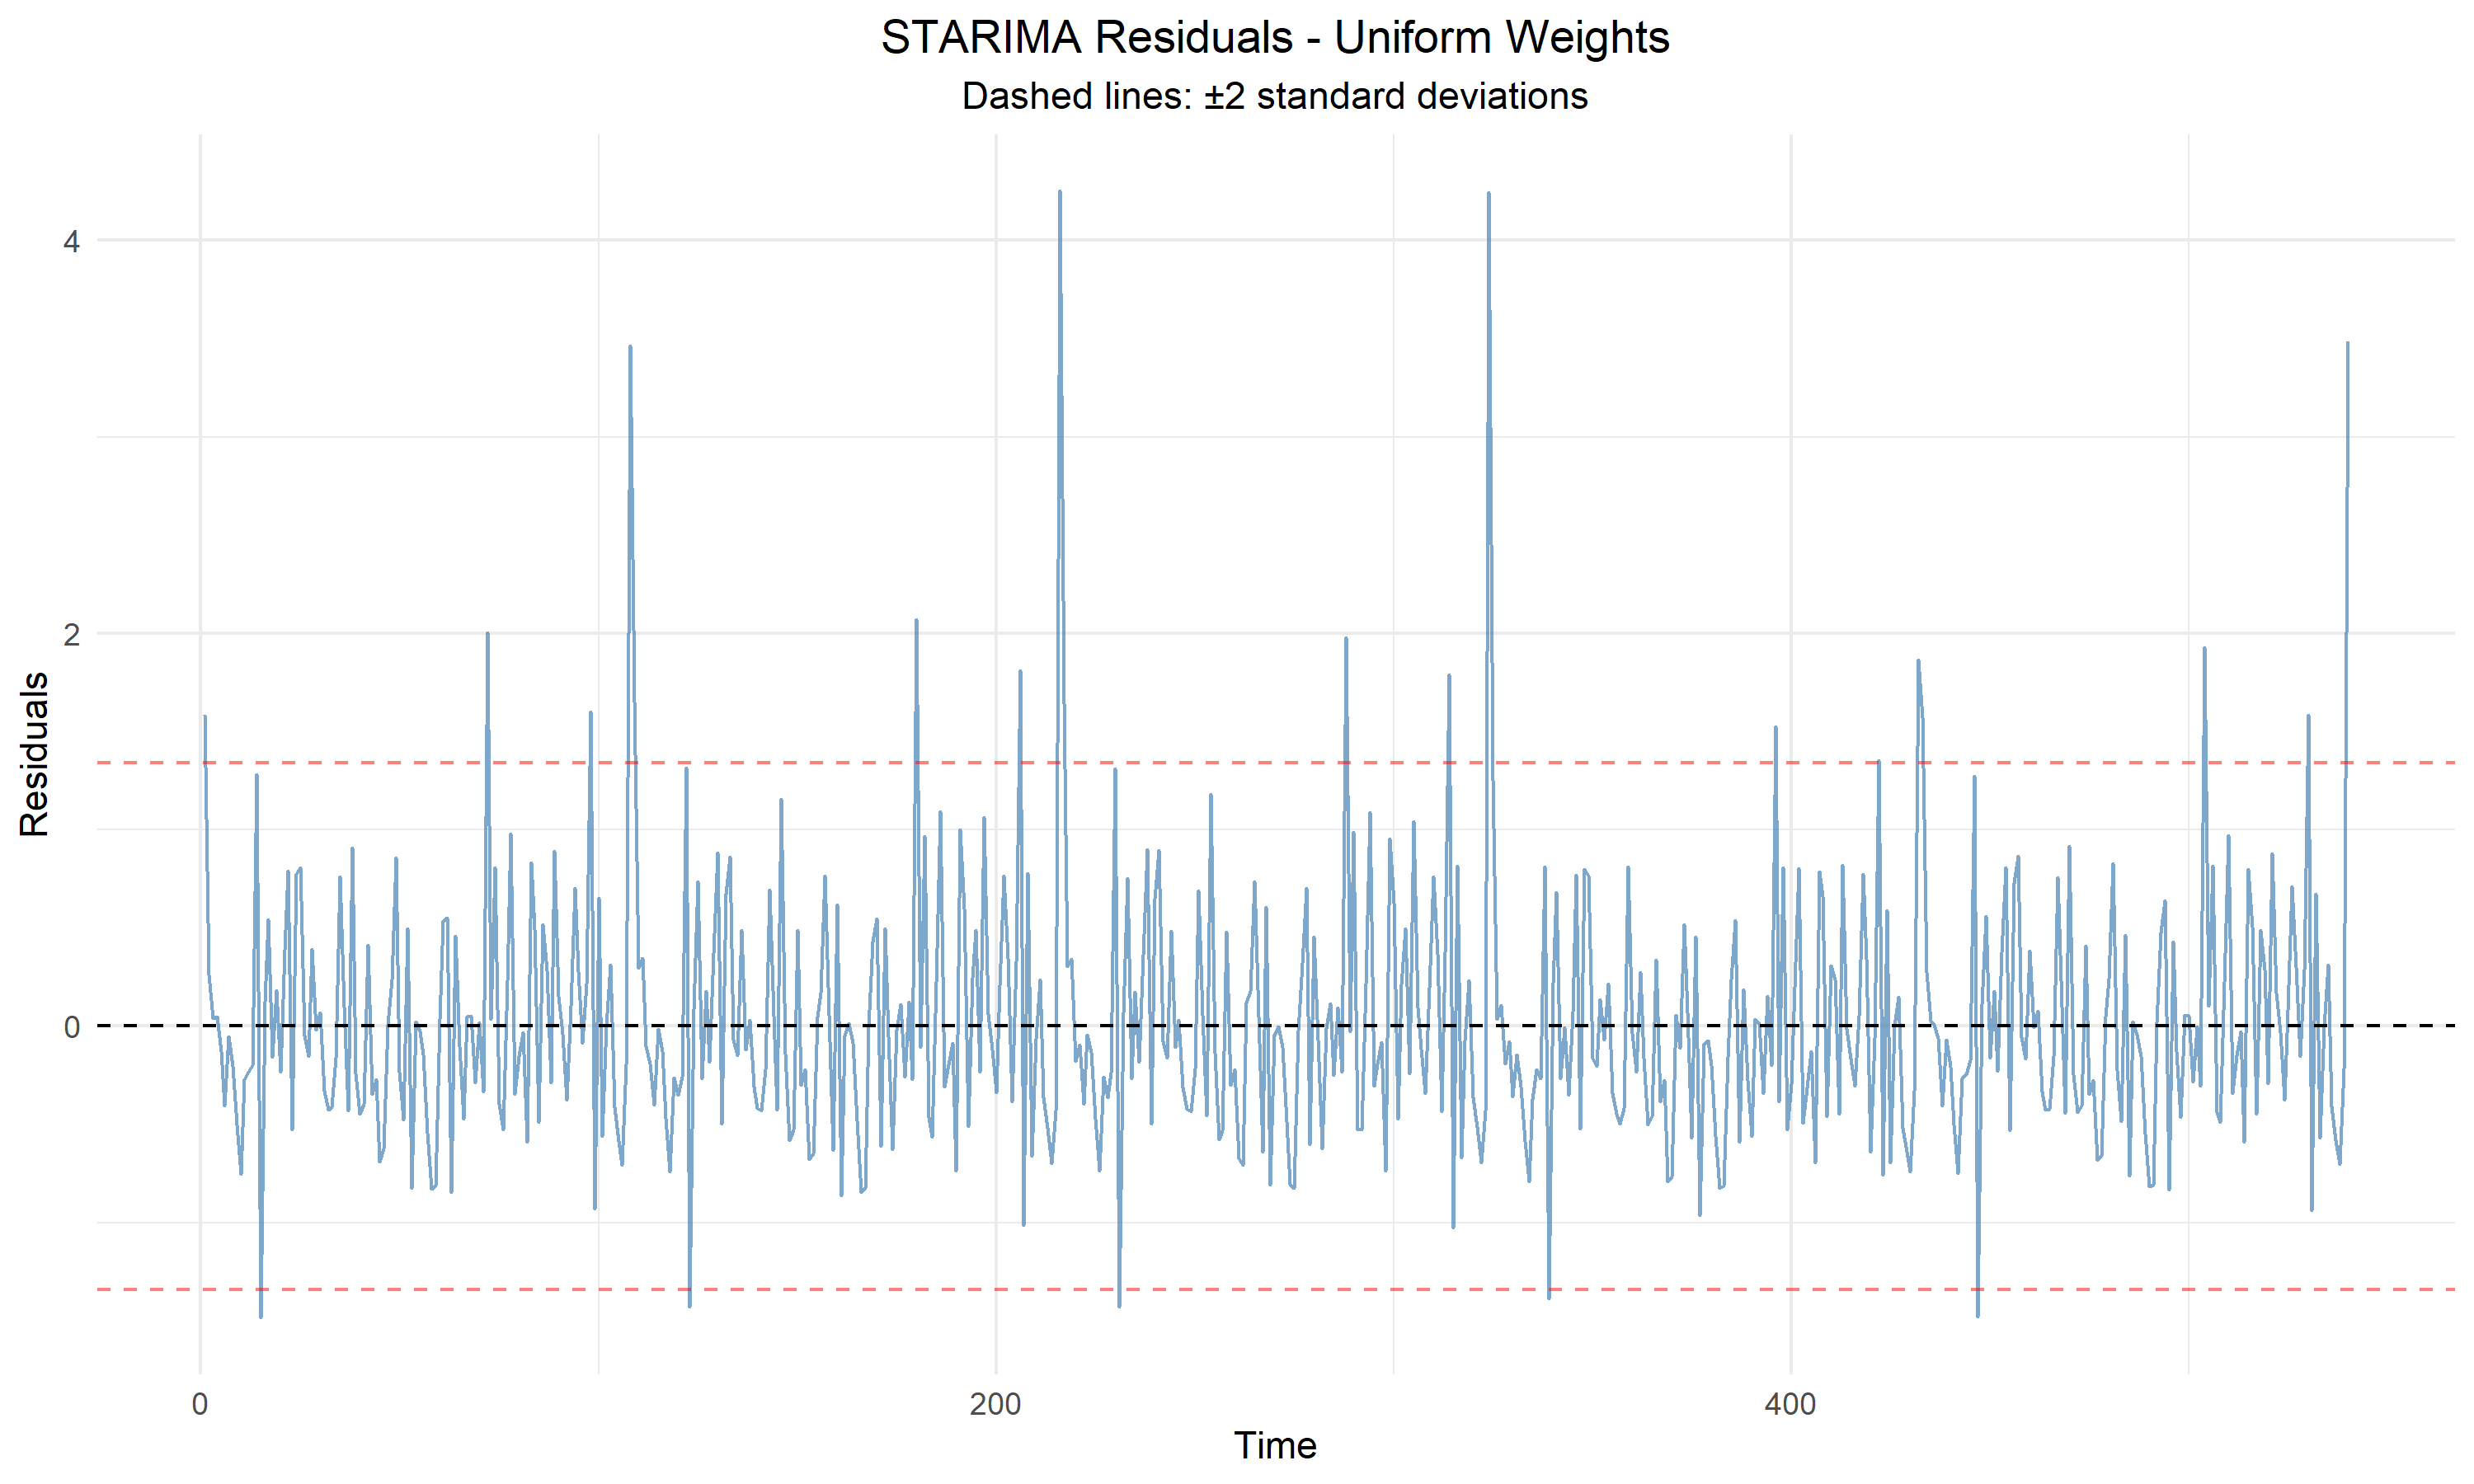 STARIMA Residuals - Uniform Weights
Dashed lines: ±2 standard deviations
4
2
0
Residuals
0
200
400
Time